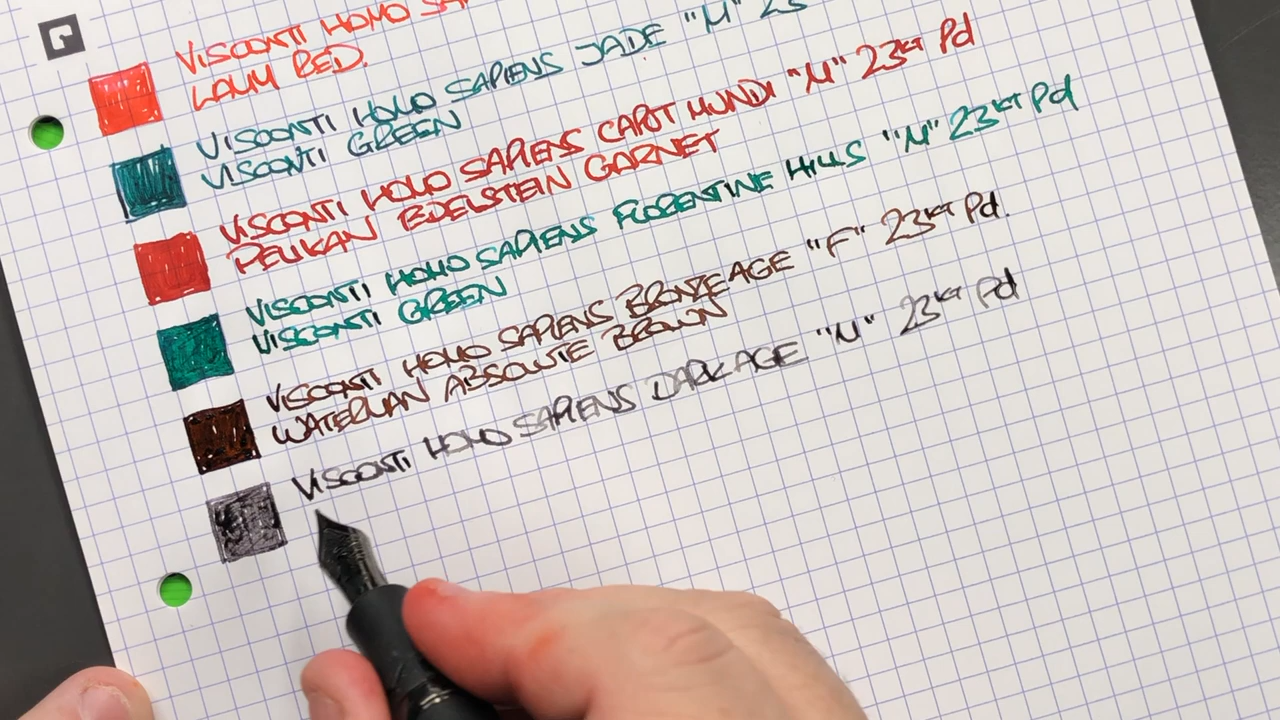 VISCONTI HOMO
LAMY RED.
VISCONTI HOMO SAPIENS JADE "M" 23
VISCONTI GREEN
VISCONTI HOMO SAPIENS CAPUT MUNDI "M" 23KT Pd
PELIKAN EDELSTEIN GARNET
VISCONTI HOMO SAPIENS FLORENTINE HILLS "M" 23KT Pd
VISCONTI GREEN
VISCONTI HOMO SAPIENS BRONZE AGE "F" 23KT Pd.
WATERMAN ABSOLUTE BROWN
VISCONTI HOMO SAPIENS DARK AGE "M" 23KT Pd